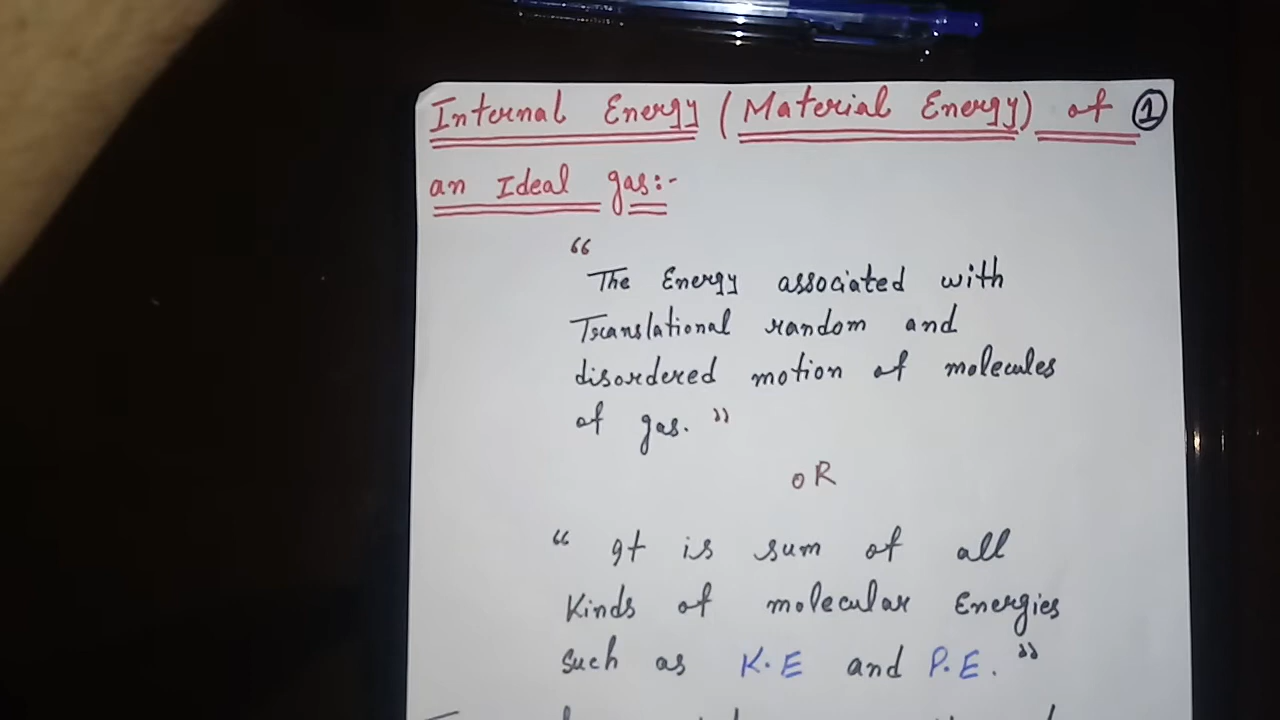 Internal Energy (Material Energy) of ①
an Ideal gas:-
“
The Energy associated with
Translational random and
disordered motion of molecules
of gas. ”
OR
“ It is sum of all
Kinds of molecular Energies
such as K.E and P.E. ”